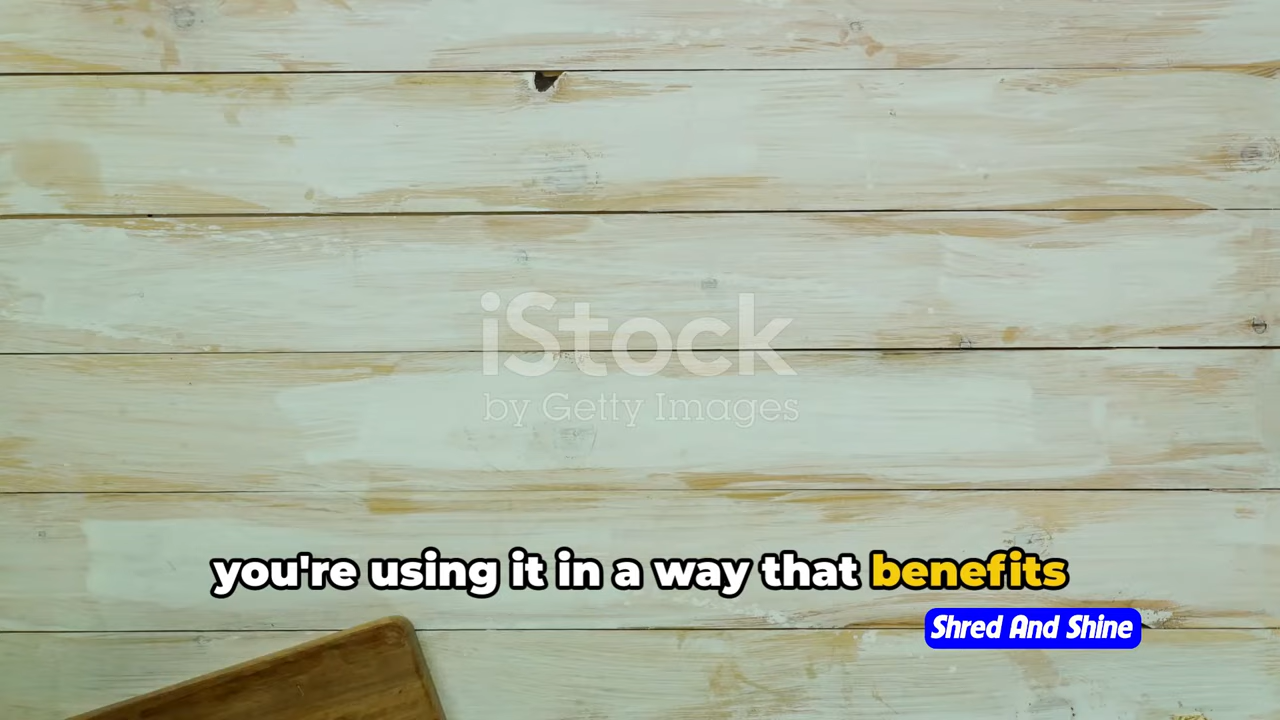 iStock
by Getty Images
you're using it in a way that benefits
Shred And Shine